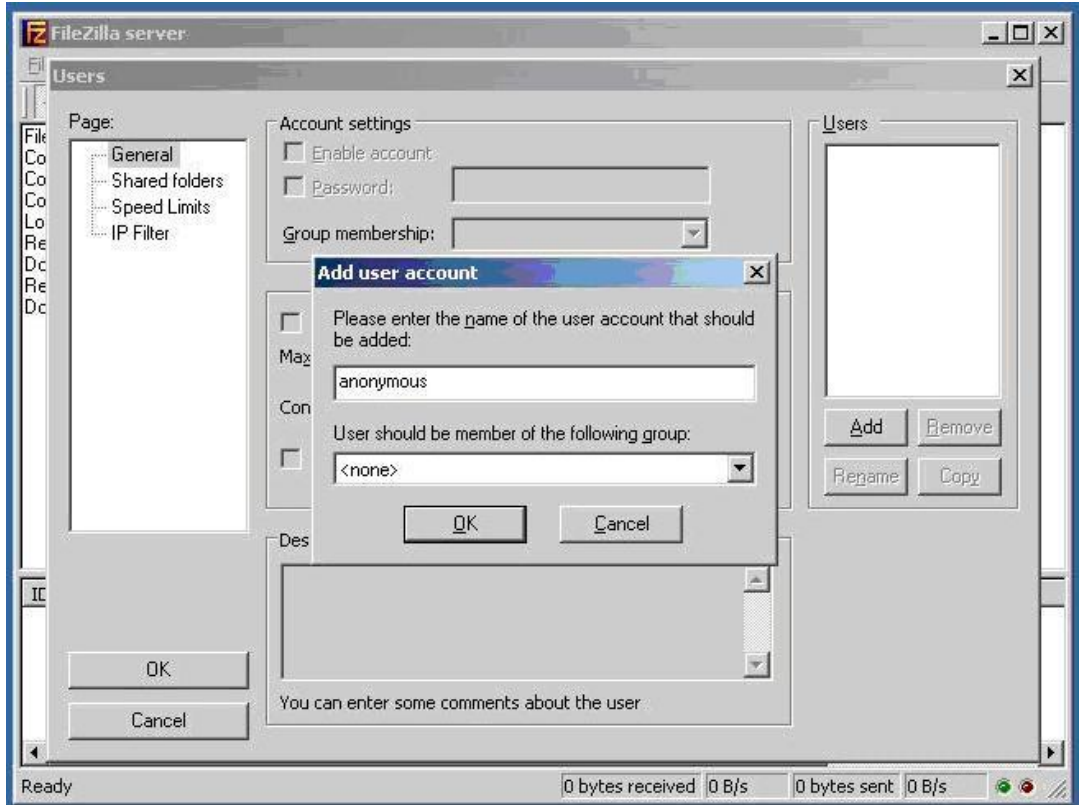 FileZilla server
Users
Page:
General
Shared folders
Speed Limits
IP Filter
Account settings
Enable account
Password:
Group membership:
Users
Add user account
Please enter the name of the user account that should
be added:
anonymous
User should be member of the following group:
<none>
OK
Cancel
Add
Remove
Rename
Copy
You can enter some comments about the user
OK
Cancel
Ready
0 bytes received
0 B/s
0 bytes sent
0 B/s